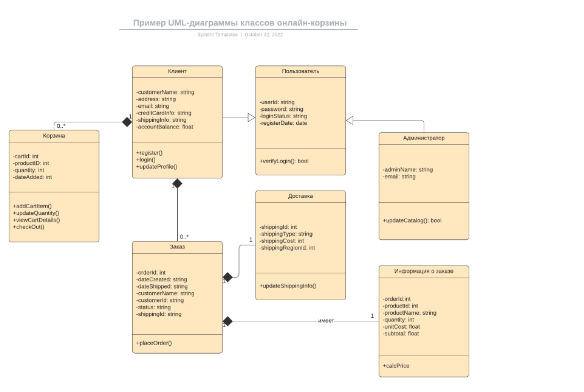 Пример UML-диаграммы классов онлайн-корзины
Клиент
-customerName: string
-address: string
-email: string
-creditCardInfo: string
-shippingInfo: string
-accountBalance: float
+register()
+login()
+updateProfile()
Пользователь
-userId: string
-password: string
-loginStatus: string
-registerDate: date
+verifyLogin(): bool
Администратор
-adminName: string
-email: string
+updateCatalog(): bool
1
0..*
Корзина
-cartId: int
-productID: int
-quantity: int
-dateAdded: int
+addCartItem()
+updateQuantity()
+viewCartDetails()
+checkOut()
1
0..*
Доставка
-shippingId: int
-shippingType: string
-shippingCost: int
-shippingRegionId: int
+updateShippingInfo()
1
1
Заказ
-orderId: int
-dateCreated: string
-dateShipped: string
-customerName: string
-customerId: string
-status: string
-shippingId: string
+placeOrder()
1
имеет
1
Информация о заказе
-orderId:int
-productId: int
-productName: string
-quantity: int
-unitCost: float
-subtotal: float
+calcPrice